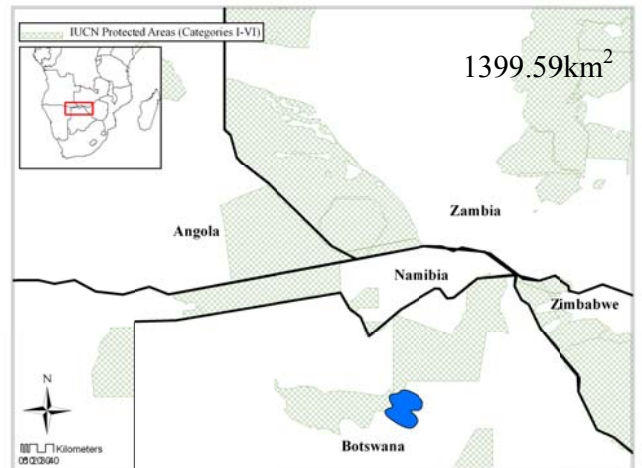 IUCN Protected Areas (Categories I-VI)
1399.59km²
Zambia
Angola
Namibia
Zimbabwe
N
Kilometers
Botswana